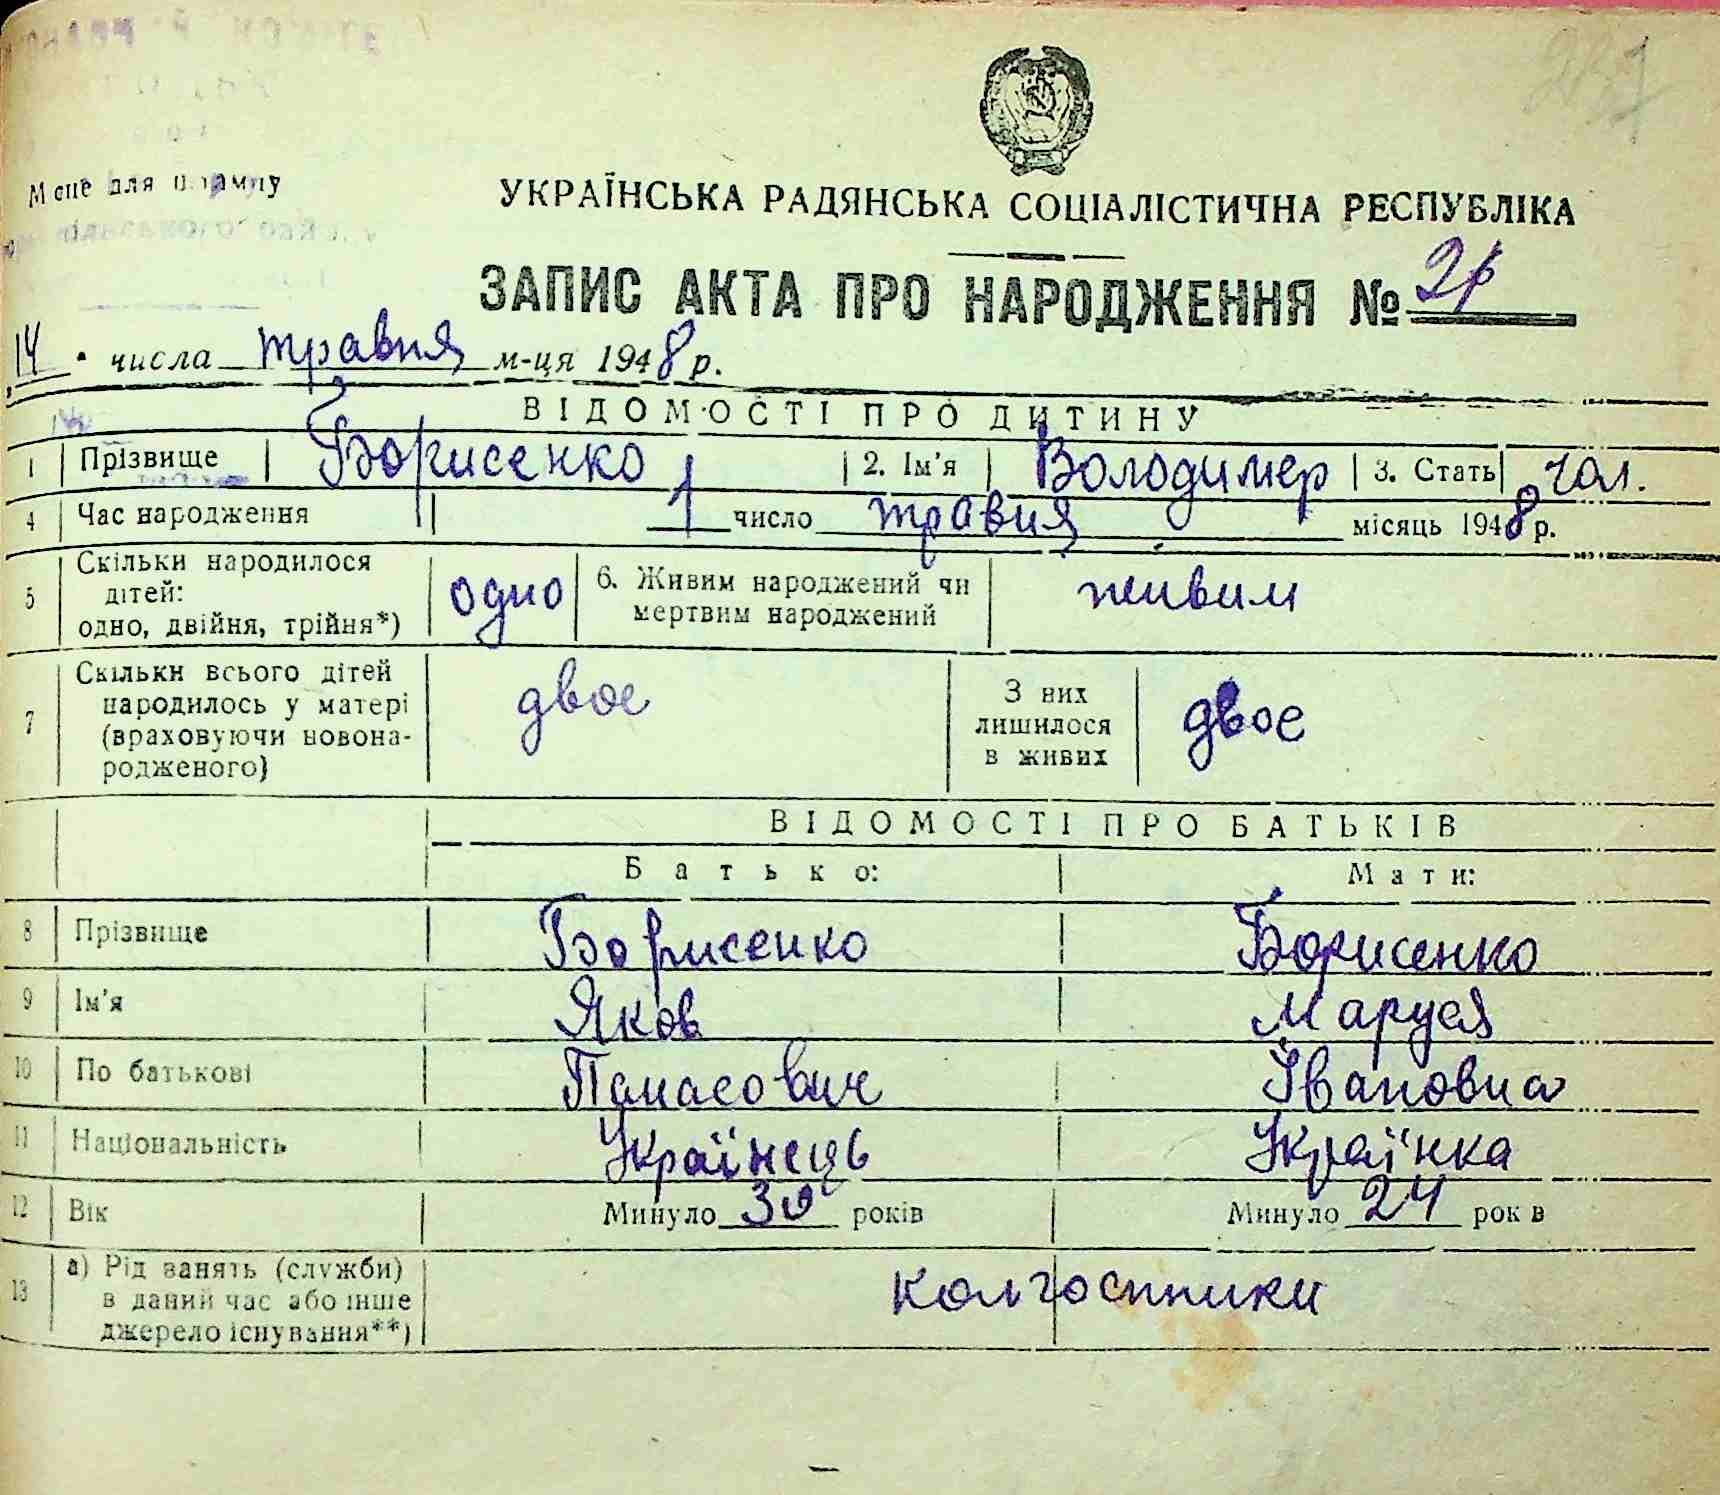 Місце для штампу
УКРАЇНСЬКА РАДЯНСЬКА СОЦІАЛІСТИЧНА РЕСПУБЛІКА
ЗАПИС АКТА ПРО НАРОДЖЕННЯ №
14 числа травня м-ця 1948 р.
ВІДОМОСТІ ПРО ДИТИНУ
1 Прізвище Борисенко 2. Ім'я Володимер 3. Стать чол.
4 Час народження 1 число травня місяць 1948 р.
5 Скільки народилося дітей: одно, двійня, трійня*) одно 6. Живим народжений чи мертвим народжений живим
7 Скільки всього дітей народилось у матері (враховуючи новонародженого) двоє З них лишилося в живих двоє
ВІДОМОСТІ ПРО БАТЬКІВ
Батько: Мати:
8 Прізвище Борисенко Борисенко
9 Ім'я Яков Маруся
10 По батькові Панасович Івановна
11 Національність Українець Українка
12 Вік Минуло 30 років Минуло 24 років
13 а) Рід занять (служби) в даний час або інше джерело існування**) колгоспники